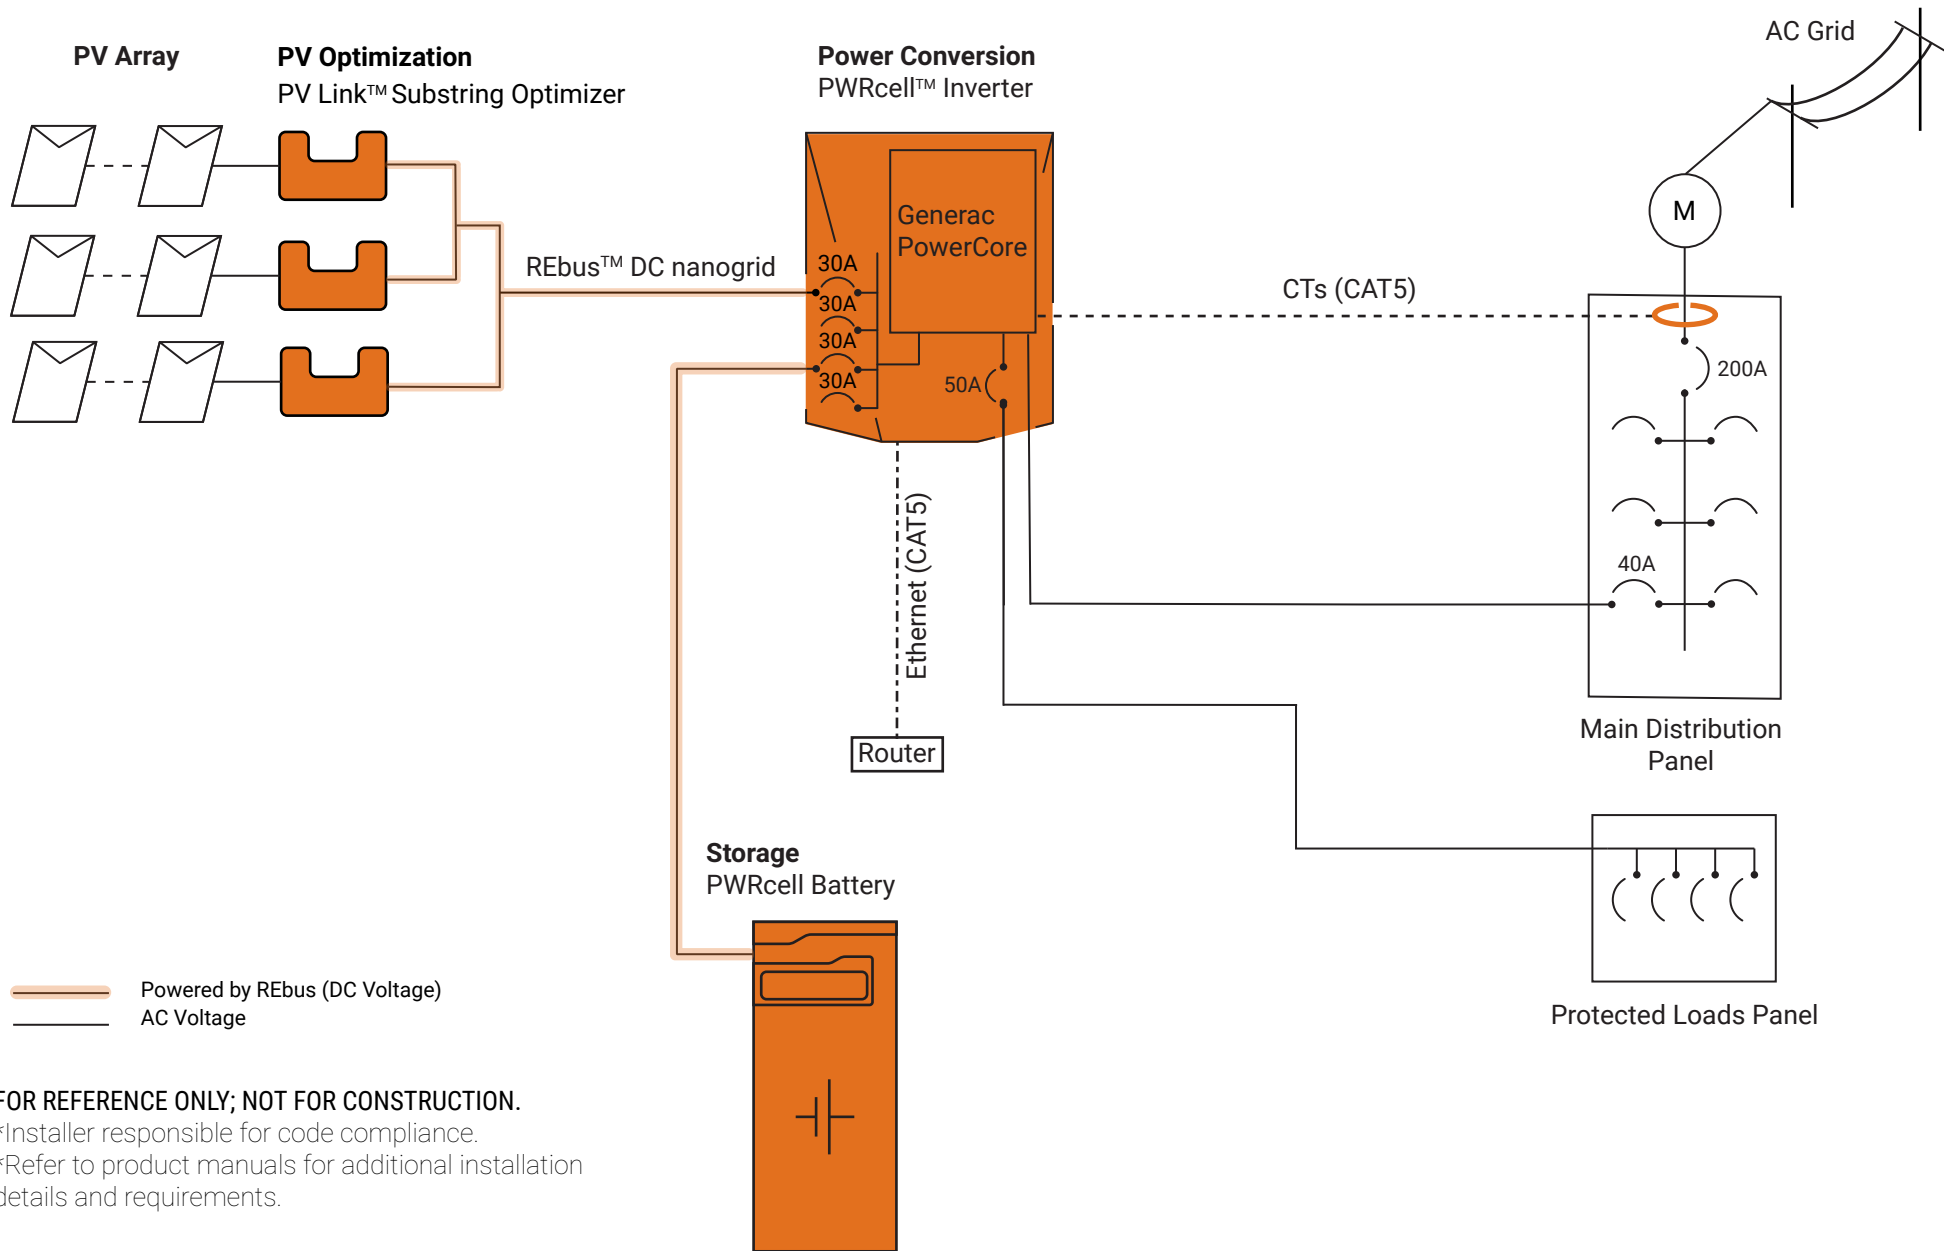 PV Array
PV Optimization
PV Link™ Substring Optimizer
Power Conversion
PWRcell™ Inverter
AC Grid
M
Generac
PowerCore
30A
30A
30A
30A
50A
REbus™ DC nanogrid
CTs (CAT5)
200A
40A
Ethernet (CAT5)
Router
Main Distribution
Panel
Storage
PWRcell Battery
Protected Loads Panel
Powered by REbus (DC Voltage)
AC Voltage
FOR REFERENCE ONLY; NOT FOR CONSTRUCTION.
*Installer responsible for code compliance.
*Refer to product manuals for additional installation
details and requirements.